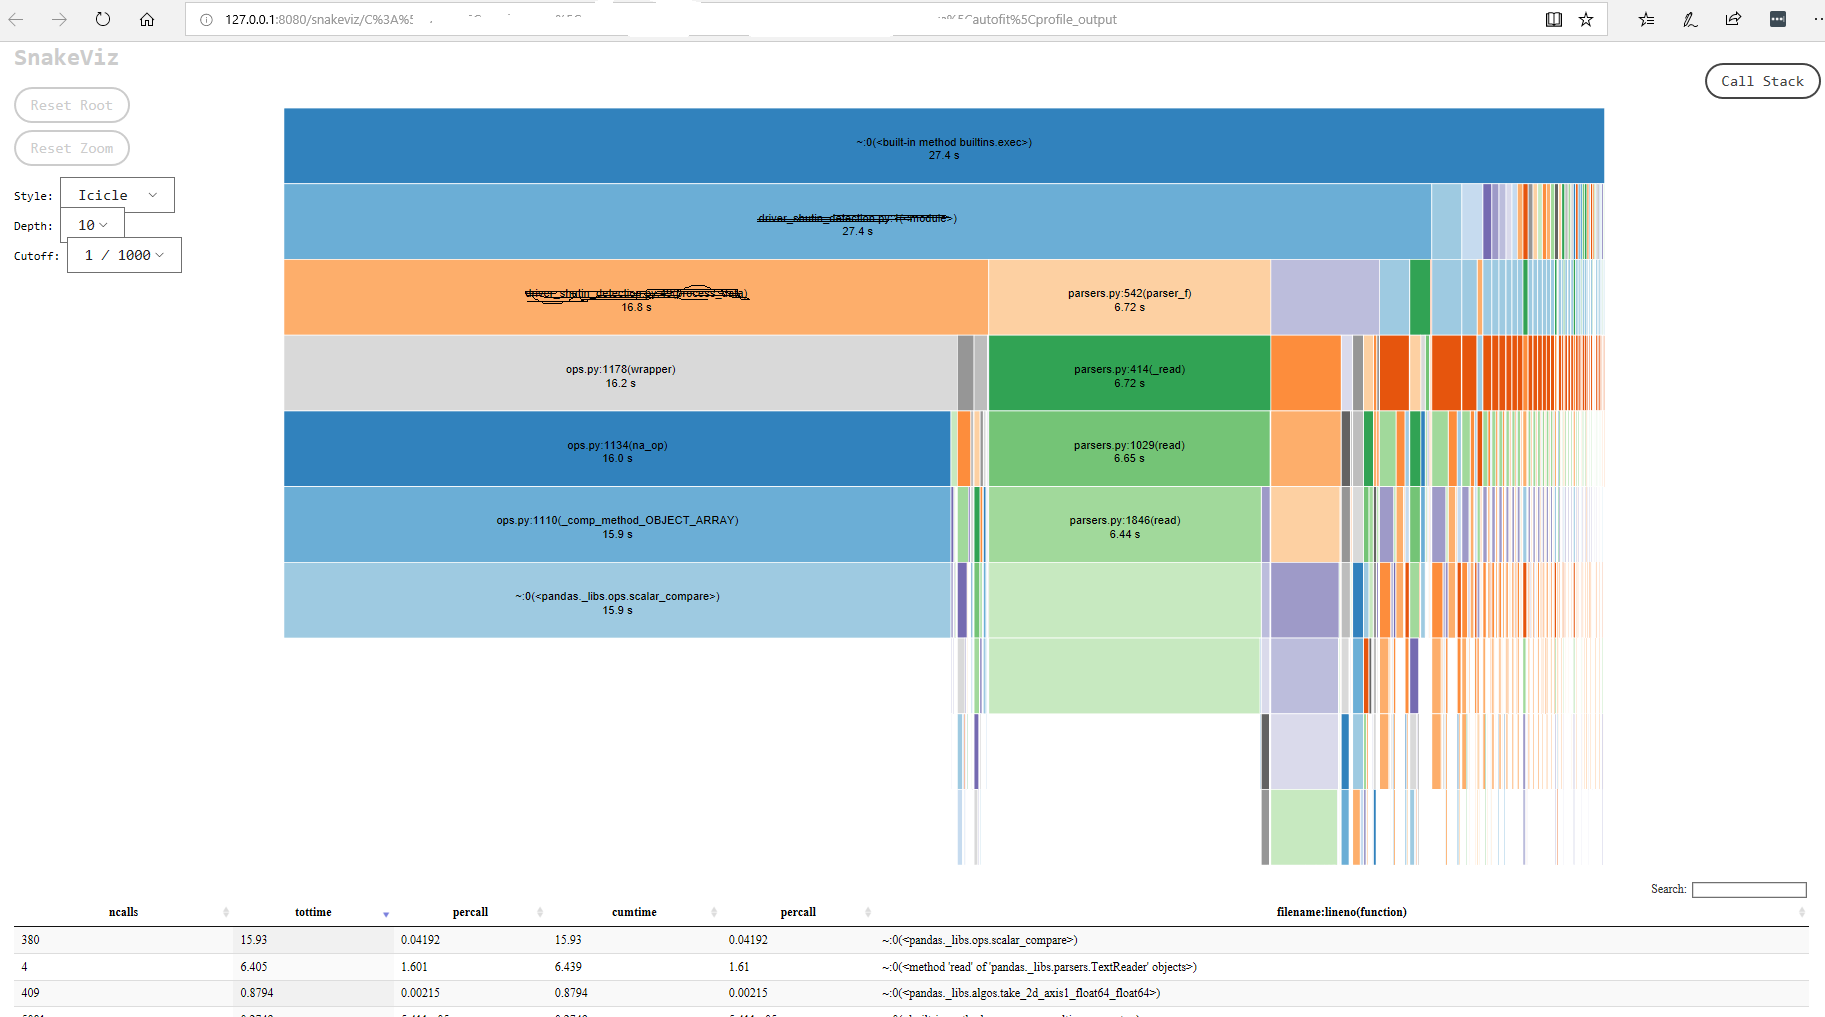 127.0.0.1:8080/snakeviz/C%3A%5 %5Cautofit%5Cprofile_output
SnakeViz
Call Stack
Reset Root
Reset Zoom
Style: Icicle
Depth: 10
Cutoff: 1 / 1000
~:0(<built-in method builtins.exec>)
27.4 s
driver_shutin_detection.py:1(<module>)
27.4 s
16.8 s
parsers.py:542(parser_f)
6.72 s
ops.py:1178(wrapper)
16.2 s
parsers.py:414(_read)
6.72 s
ops.py:1134(na_op)
16.0 s
parsers.py:1029(read)
6.65 s
ops.py:1110(_comp_method_OBJECT_ARRAY)
15.9 s
parsers.py:1846(read)
6.44 s
~:0(<pandas._libs.ops.scalar_compare>)
15.9 s
Search:
ncalls tottime percall cumtime percall filename:lineno(function)
380 15.93 0.04192 15.93 0.04192 ~:0(<pandas._libs.ops.scalar_compare>)
4 6.405 1.601 6.439 1.61 ~:0(<method 'read' of 'pandas._libs.parsers.TextReader' objects>)
409 0.8794 0.00215 0.8794 0.00215 ~:0(<pandas._libs.algos.take_2d_axis1_float64_float64>)